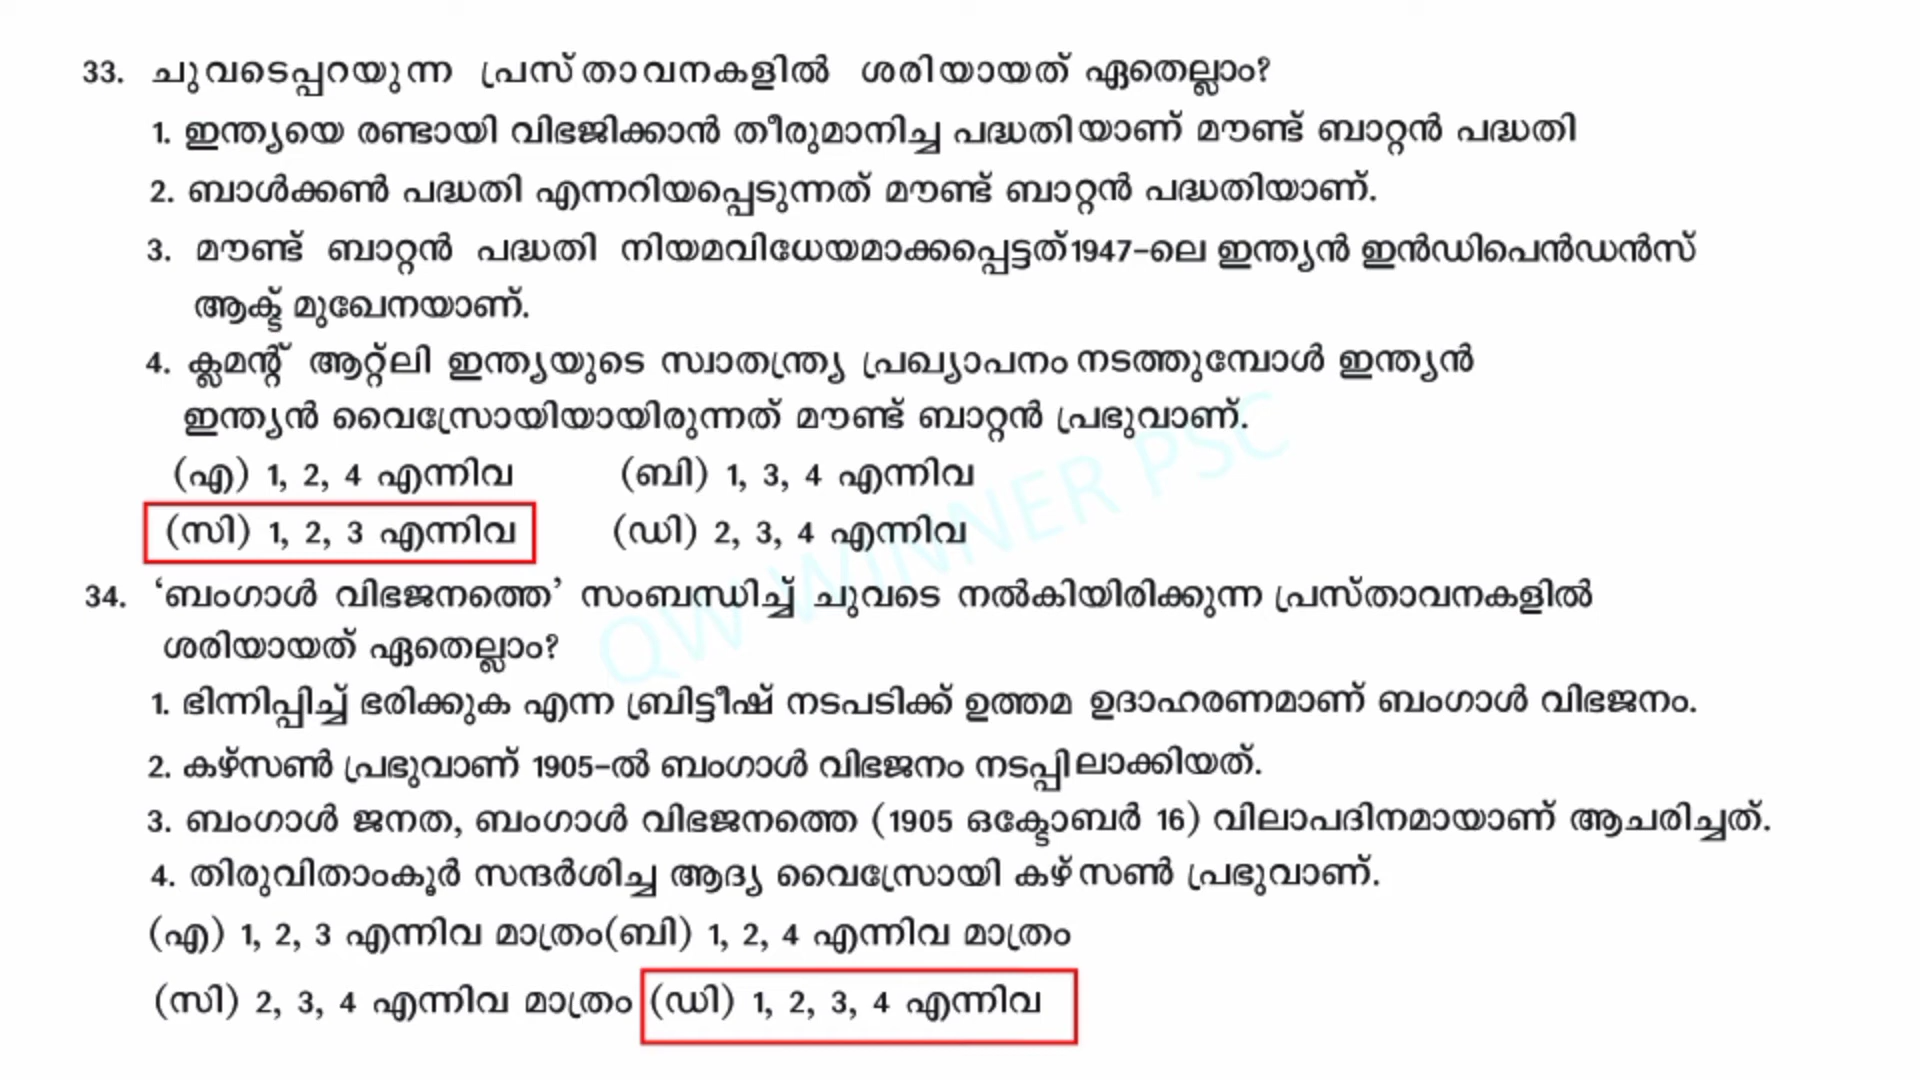 33. ചുവടെപ്പറയുന്ന പ്രസ്താവനകളിൽ ശരിയായത് ഏതെല്ലാം?
1. ഇന്ത്യയെ രണ്ടായി വിഭജിക്കാൻ തീരുമാനിച്ച പദ്ധതിയാണ് മൗണ്ട് ബാറ്റൻ പദ്ധതി
2. ബാൾക്കൺ പദ്ധതി എന്നറിയപ്പെടുന്നത് മൗണ്ട് ബാറ്റൻ പദ്ധതിയാണ്.
3. മൗണ്ട് ബാറ്റൻ പദ്ധതി നിയമവിധേയമാക്കപ്പെട്ടത് 1947-ലെ ഇന്ത്യൻ ഇൻഡിപെൻഡൻസ്
ആക്ട് മുഖേനയാണ്.
4. ക്ലമന്റ് ആറ്റ്ലി ഇന്ത്യയുടെ സ്വാതന്ത്ര്യ പ്രഖ്യാപനം നടത്തുമ്പോൾ ഇന്ത്യൻ
ഇന്ത്യൻ വൈസ്രോയിയായിരുന്നത് മൗണ്ട് ബാറ്റൻ പ്രഭുവാണ്.
(എ) 1, 2, 4 എന്നിവ (ബി) 1, 3, 4 എന്നിവ
(സി) 1, 2, 3 എന്നിവ (ഡി) 2, 3, 4 എന്നിവ
34. ‘ബംഗാൾ വിഭജനത്തെ’ സംബന്ധിച്ച് ചുവടെ നൽകിയിരിക്കുന്ന പ്രസ്താവനകളിൽ
ശരിയായത് ഏതെല്ലാം?
1. ഭിന്നിപ്പിച്ച് ഭരിക്കുക എന്ന ബ്രിട്ടീഷ് നടപടിക്ക് ഉത്തമ ഉദാഹരണമാണ് ബംഗാൾ വിഭജനം.
2. കഴ്സൺ പ്രഭുവാണ് 1905-ൽ ബംഗാൾ വിഭജനം നടപ്പിലാക്കിയത്.
3. ബംഗാൾ ജനത, ബംഗാൾ വിഭജനത്തെ (1905 ഒക്ടോബർ 16) വിലാപദിനമായാണ് ആചരിച്ചത്.
4. തിരുവിതാംകൂർ സന്ദർശിച്ച ആദ്യ വൈസ്രോയി കഴ്സൺ പ്രഭുവാണ്.
(എ) 1, 2, 3 എന്നിവ മാത്രം (ബി) 1, 2, 4 എന്നിവ മാത്രം
(സി) 2, 3, 4 എന്നിവ മാത്രം (ഡി) 1, 2, 3, 4 എന്നിവ
QW WINNER PSC